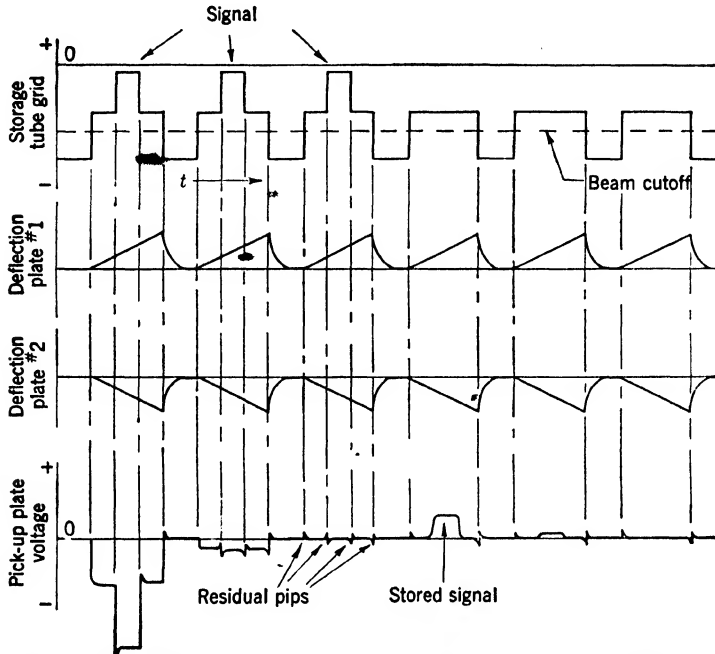 Signal
+
0
Storage
tube grid
−
t
Beam cutoff
Deflection
plate #1
Deflection
plate #2
+
0
Pick-up plate
voltage
−
Residual pips
Stored signal